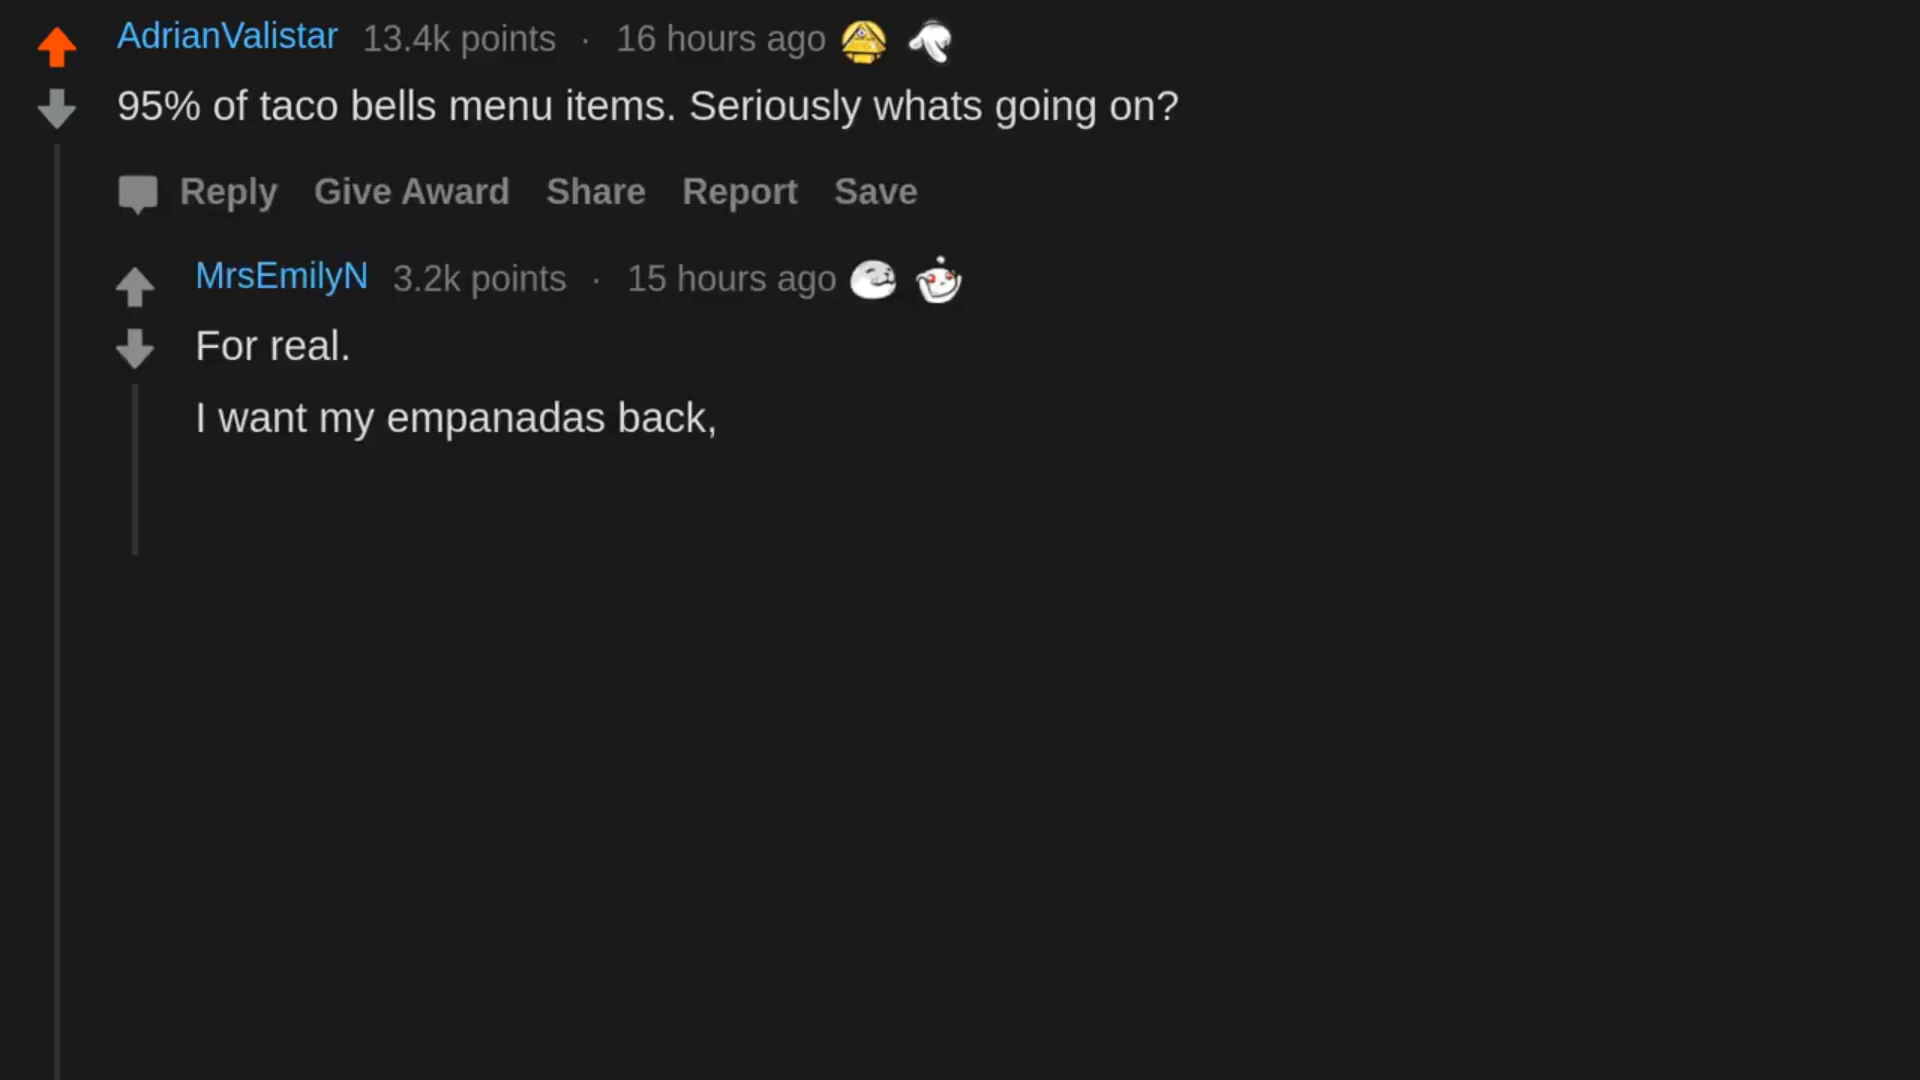 AdrianValistar 13.4k points · 16 hours ago
95% of taco bells menu items. Seriously whats going on?
Reply Give Award Share Report Save
MrsEmilyN 3.2k points · 15 hours ago
For real.
I want my empanadas back,